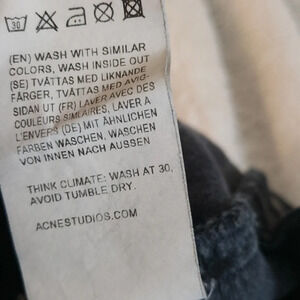 30
(EN) WASH WITH SIMILAR
COLORS, WASH INSIDE OUT
(SE) TVÄTTAS MED LIKNANDE
FÄRGER, TVÄTTAS MED AVIG-
SIDAN UT (FR) LAVER AVEC DES
COULEURS SIMILAIRES, LAVER A
L'ENVERS (DE) MIT ÄHNLICHEN
FARBEN WASCHEN, WASCHEN
VON INNEN NACH AUSSEN
THINK CLIMATE: WASH AT 30,
AVOID TUMBLE DRY.
ACNESTUDIOS.COM